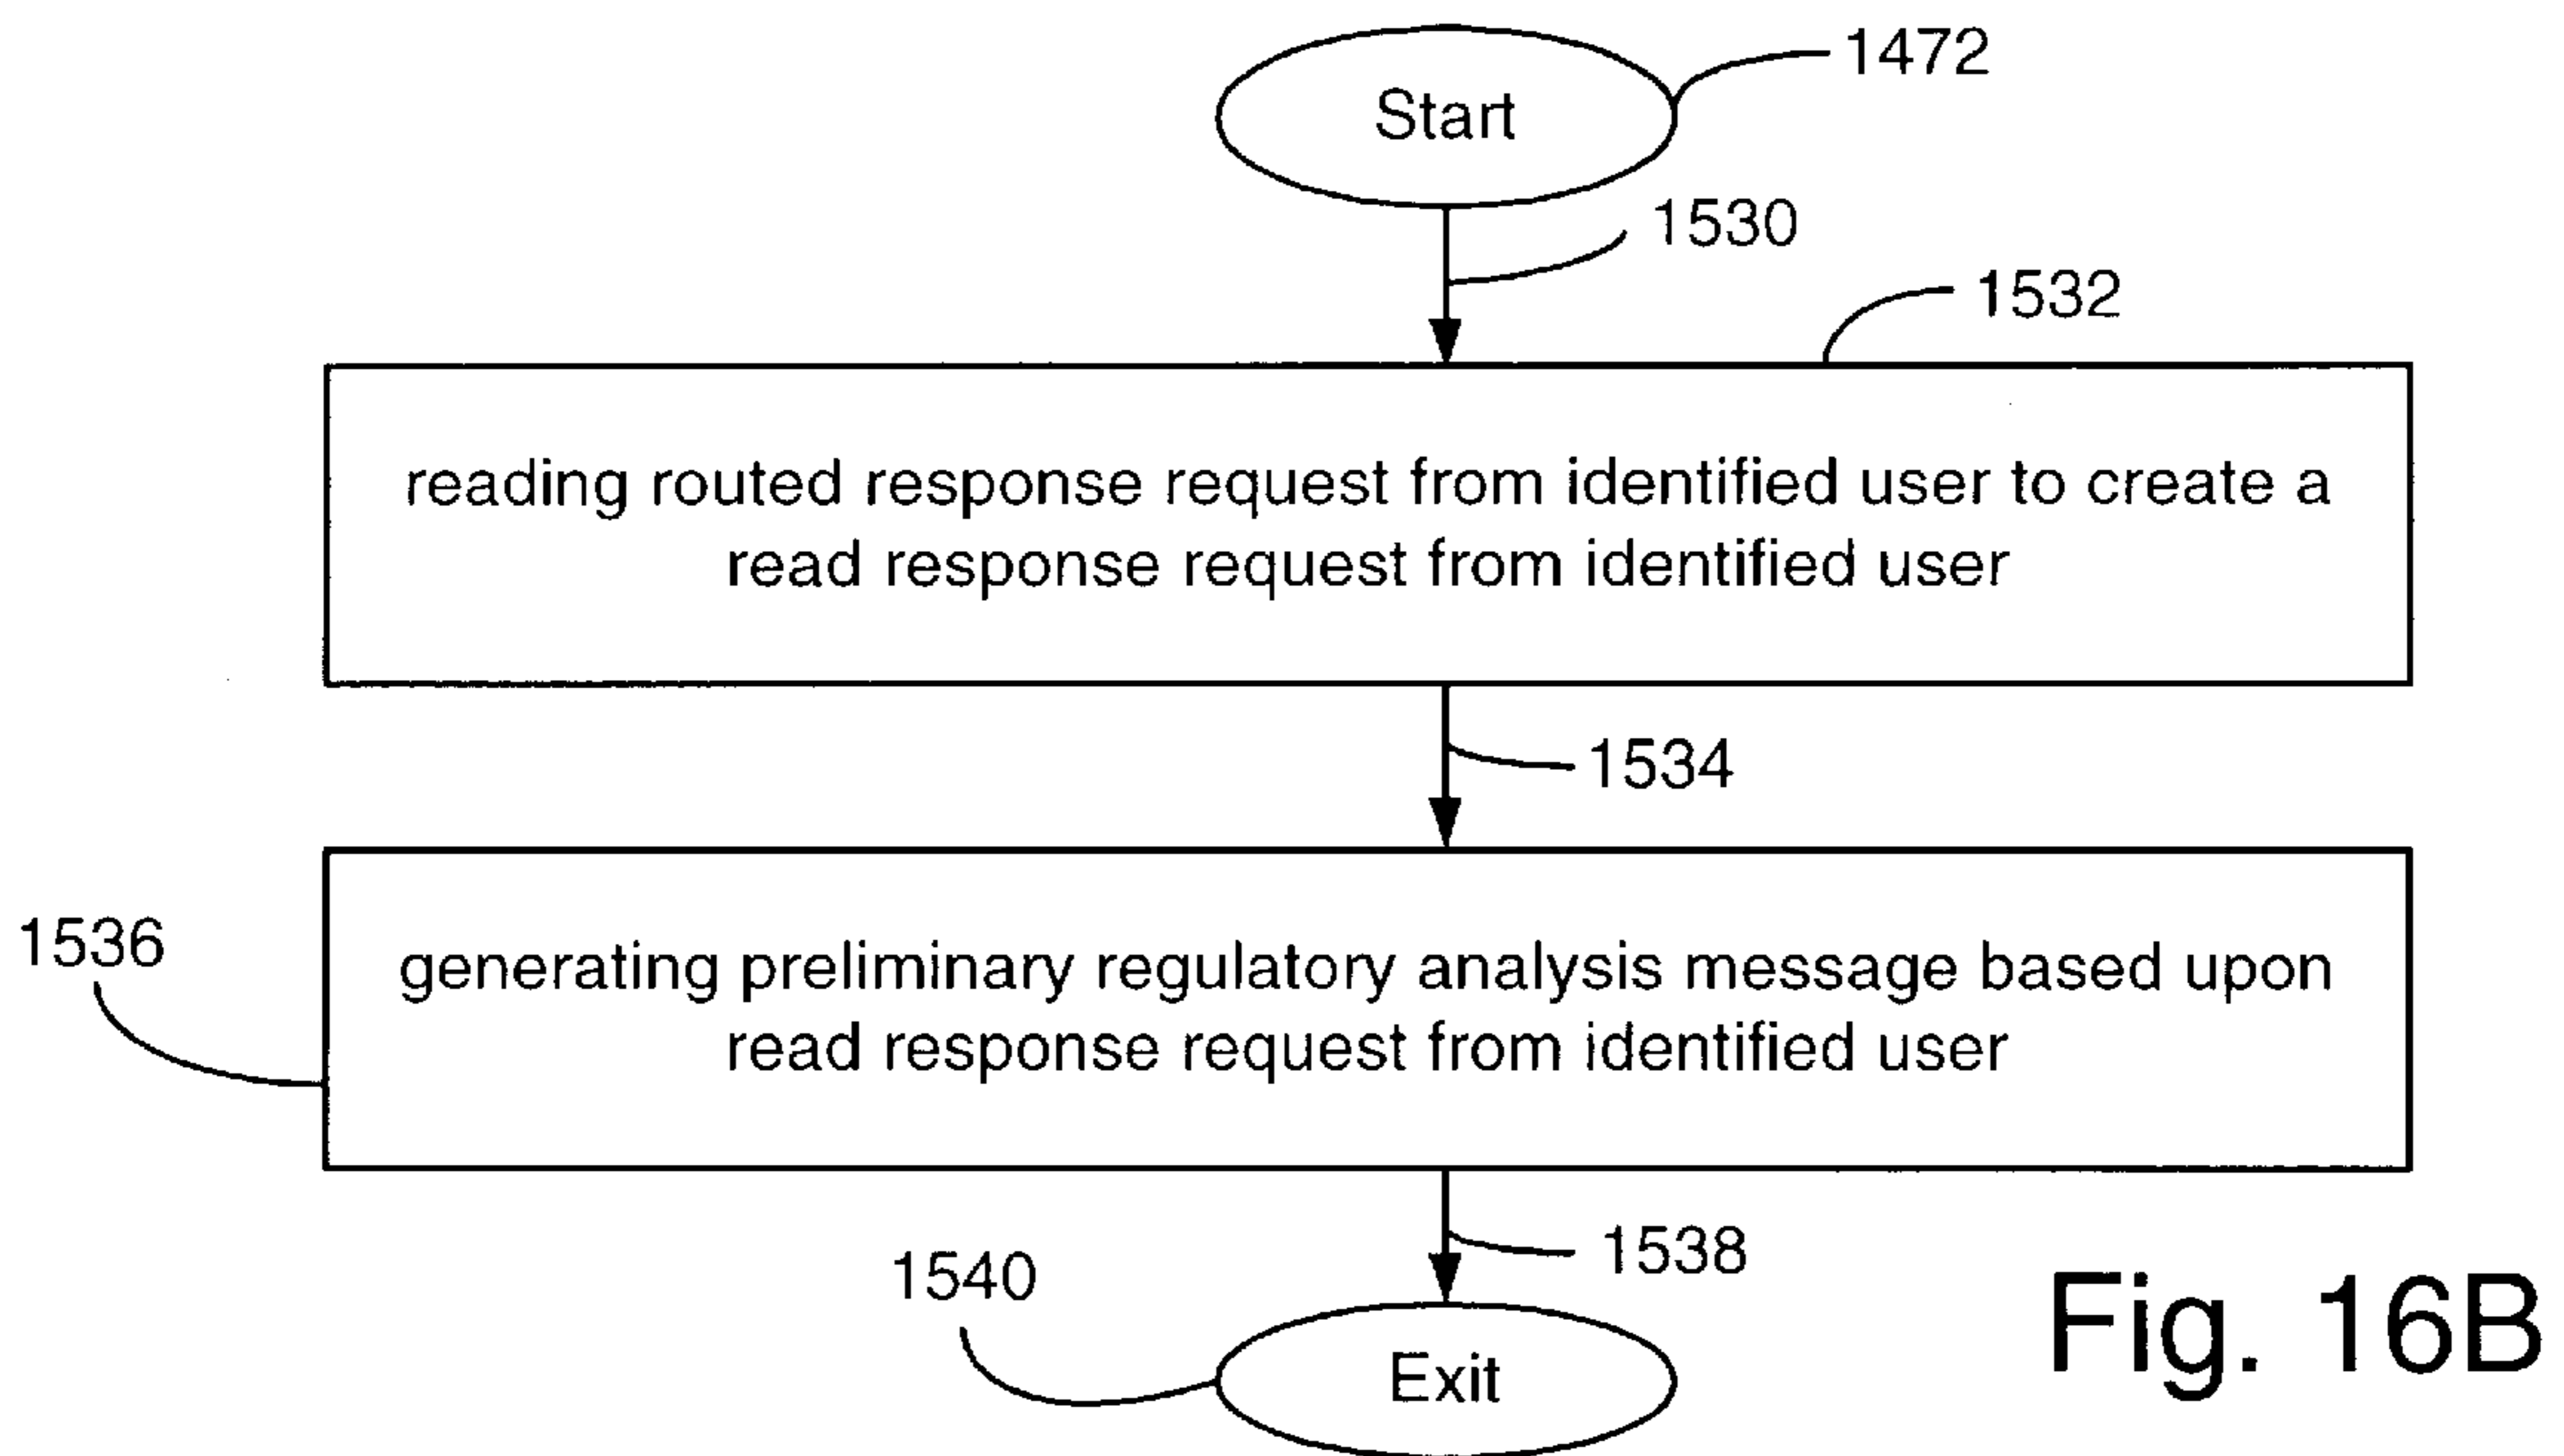 1472
Start
1530
1532
reading routed response request from identified user to create a
read response request from identified user
1534
1536
generating preliminary regulatory analysis message based upon
read response request from identified user
1538
1540
Exit
Fig. 16B